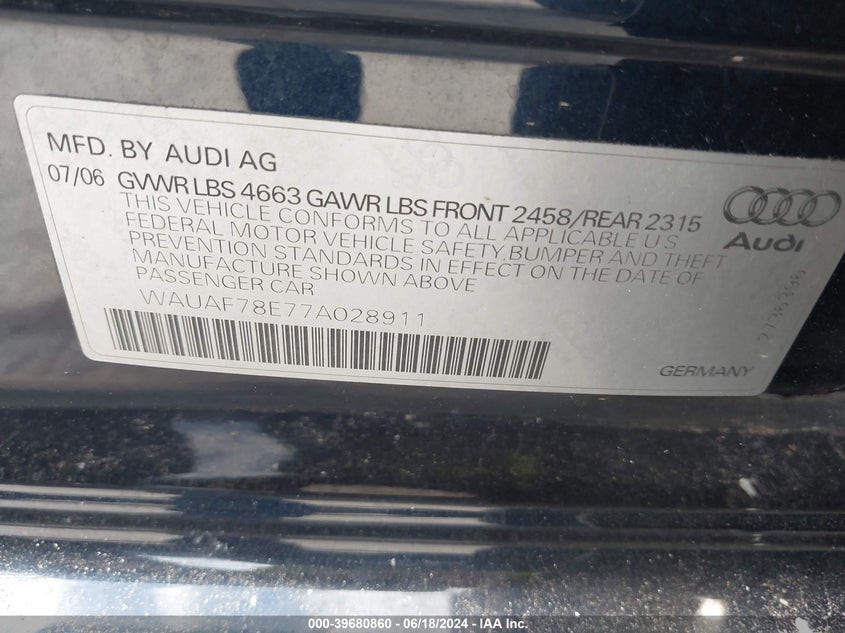 MFD. BY AUDI AG
07/06 GVWR LBS 4663 GAWR LBS FRONT 2458/REAR 2315
THIS VEHICLE CONFORMS TO ALL APPLICABLE U S
FEDERAL MOTOR VEHICLE SAFETY, BUMPER AND THEFT
PREVENTION STANDARDS IN EFFECT ON THE DATE OF
MANUFACTURE SHOWN ABOVE
PASSENGER CAR
WAUAF78E77A028911
Audi
21736396
GERMANY
000-39680860 - 06/18/2024 - IAA Inc.